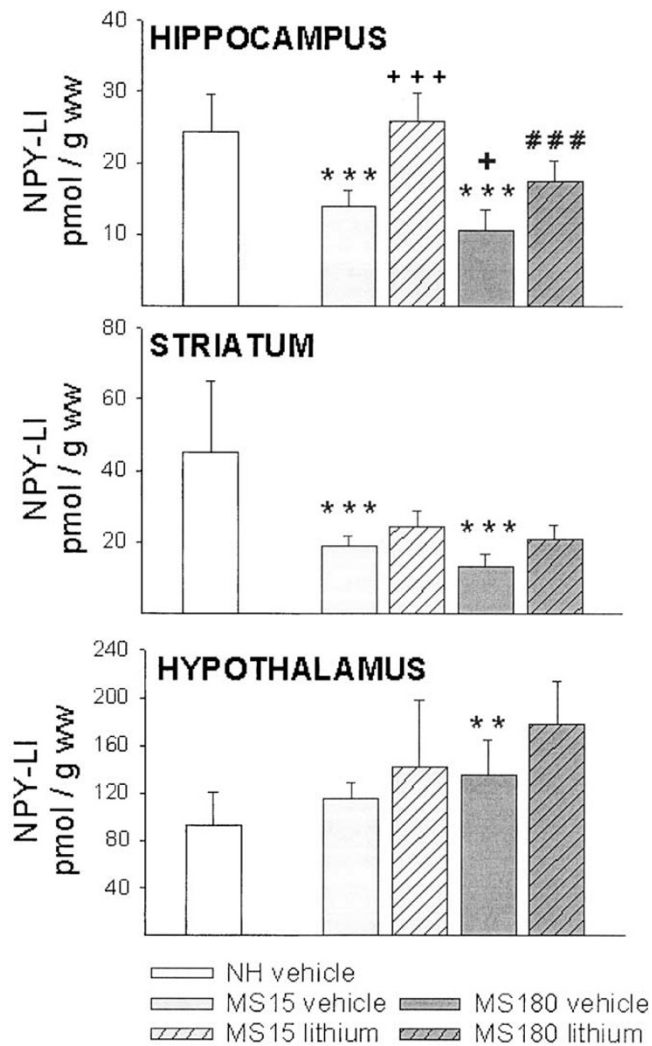 HIPPOCAMPUS
NPY-LI
pmol / g ww
40
30
20
10
***
+++
+
***
###
STRIATUM
NPY-LI
pmol / g ww
80
60
40
20
***
***
HYPOTHALAMUS
NPY-LI
pmol / g ww
240
200
160
120
80
40
**
NH vehicle
MS15 vehicle MS180 vehicle
MS15 lithium MS180 lithium